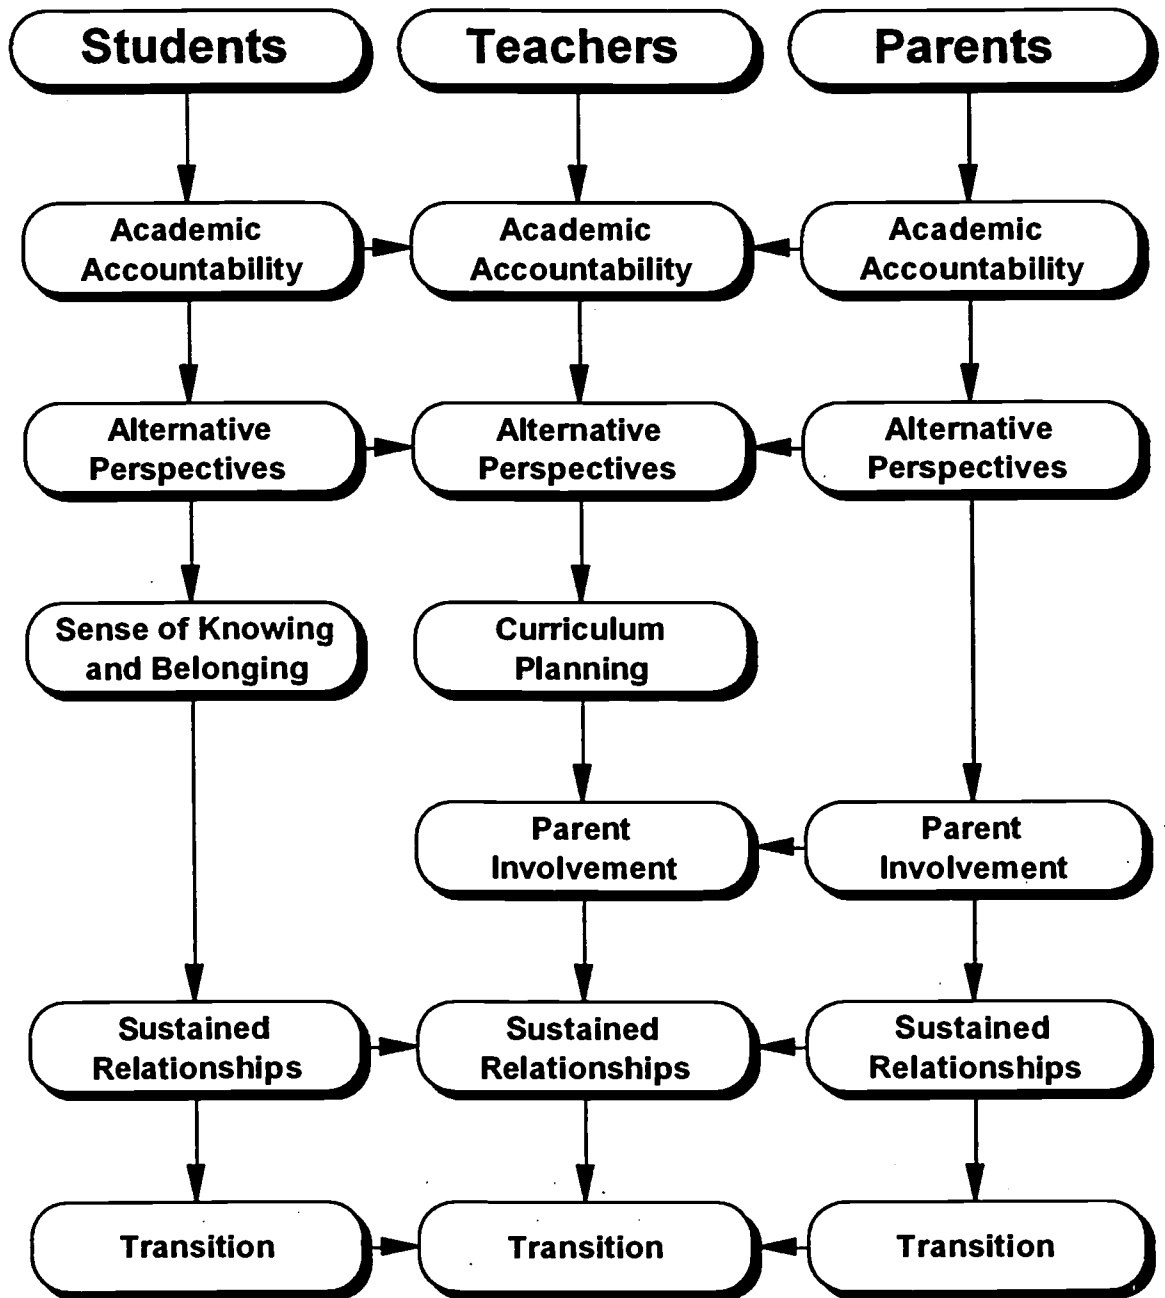 Students
Teachers
Parents
Academic
Accountability
Academic
Accountability
Academic
Accountability
Alternative
Perspectives
Alternative
Perspectives
Alternative
Perspectives
Sense of Knowing
and Belonging
Curriculum
Planning
Parent
Involvement
Parent
Involvement
Sustained
Relationships
Sustained
Relationships
Sustained
Relationships
Transition
Transition
Transition